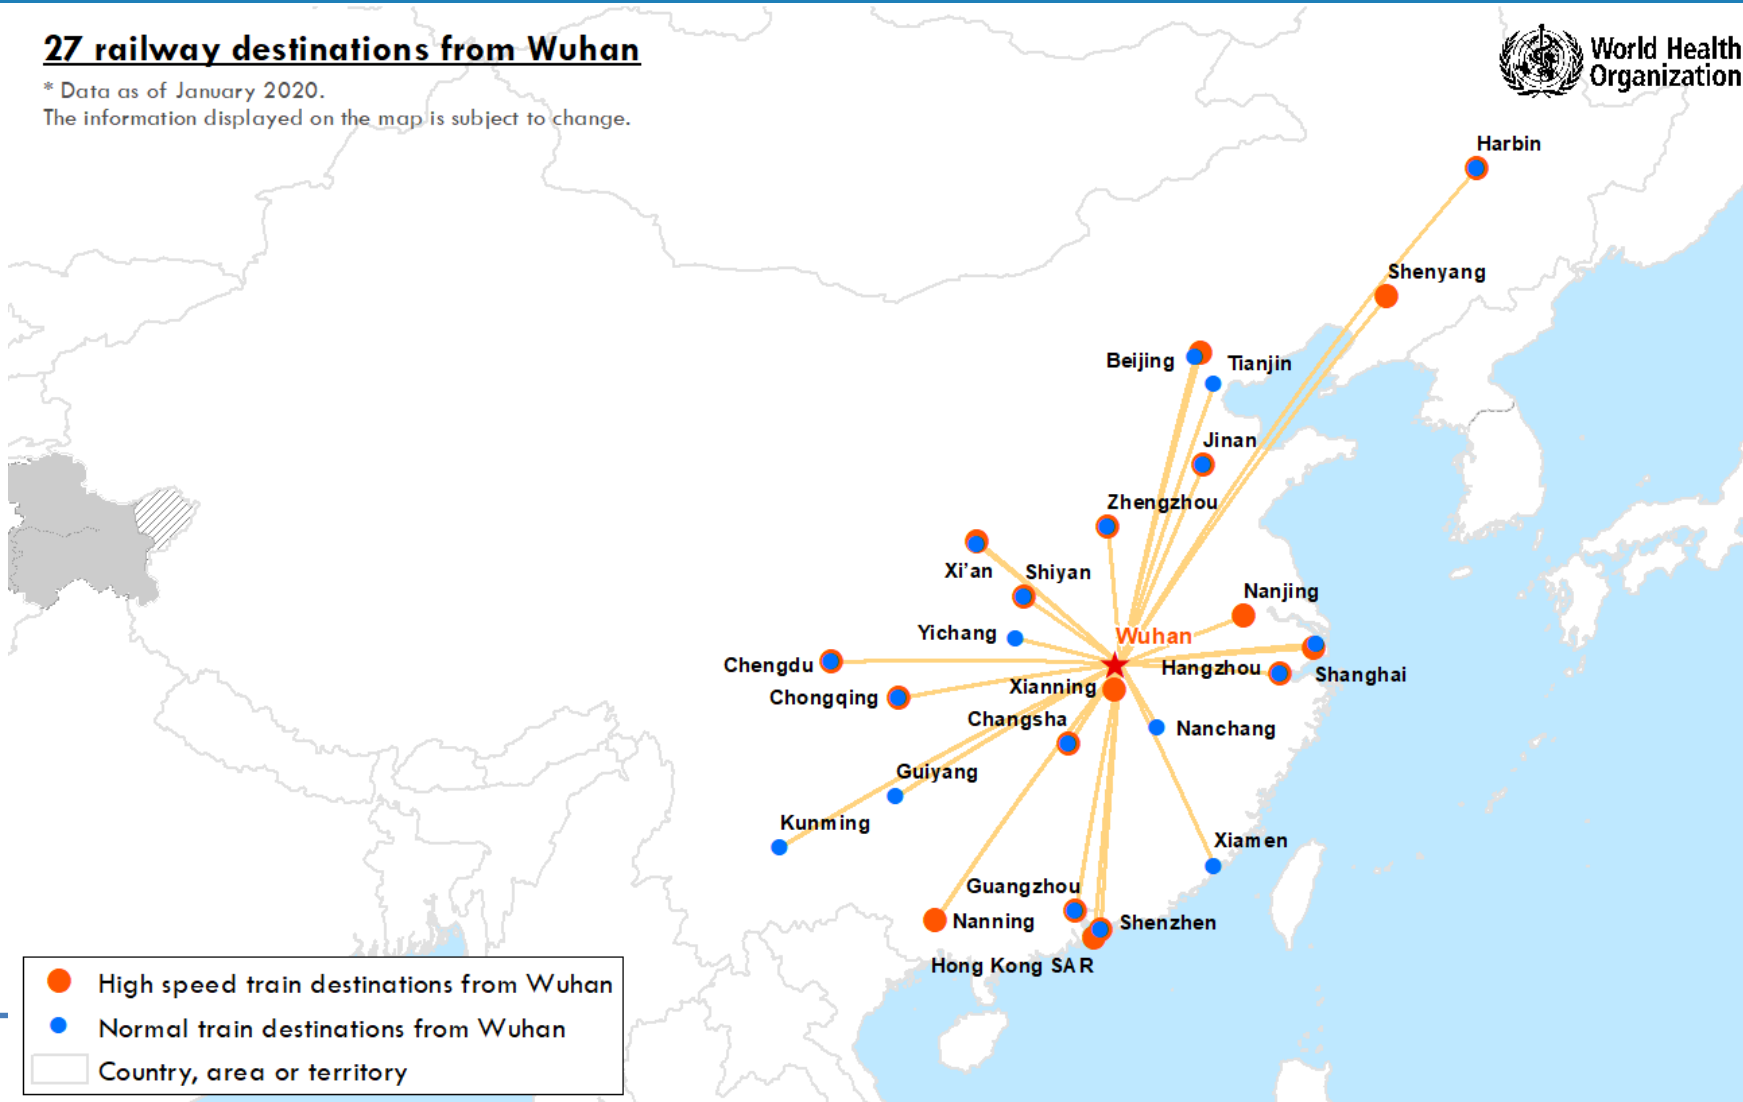 27 railway destinations from Wuhan
* Data as of January 2020.
The information displayed on the map is subject to change.
World Health
Organization
Harbin
Shenyang
Beijing
Tianjin
Jinan
Zhengzhou
Xi'an
Shiyan
Nanjing
Yichang
Wuhan
Chengdu
Hangzhou
Shanghai
Chongqing
Xianning
Changsha
Nanchang
Guiyang
Kunming
Xiamen
Guangzhou
Nanning
Shenzhen
Hong Kong SAR
High speed train destinations from Wuhan
Normal train destinations from Wuhan
Country, area or territory